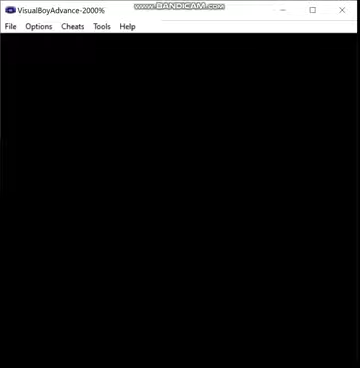 VisualBoyAdvance-2000%
www.BANDICAM.com
File Options Cheats Tools Help